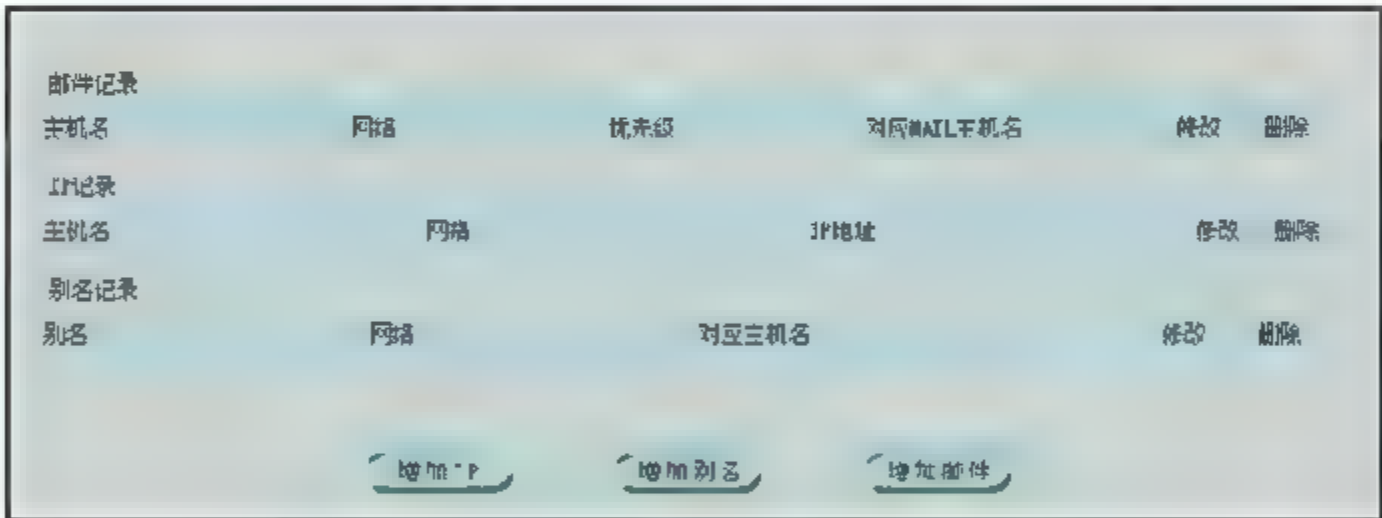 邮件记录
主机名 网络 优先级 对应MAIL主机名 修改 删除
IP记录
主机名 网络 IP地址 修改 删除
别名记录
别名 网络 对应主机名 修改 删除
增加IP 增加别名 增加邮件